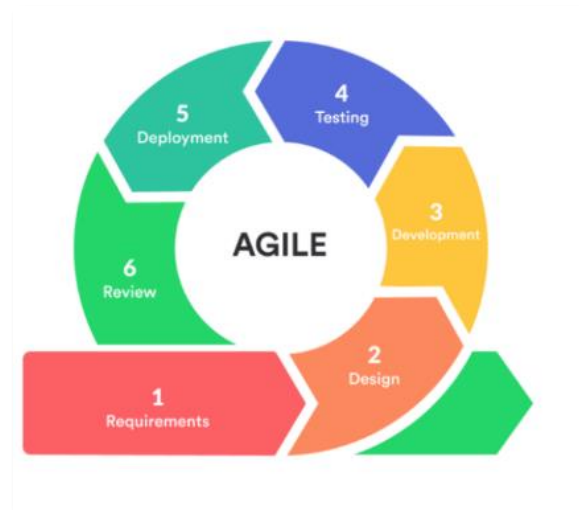 AGILE
1
Requirements
2
Design
3
Development
4
Testing
5
Deployment
6
Review